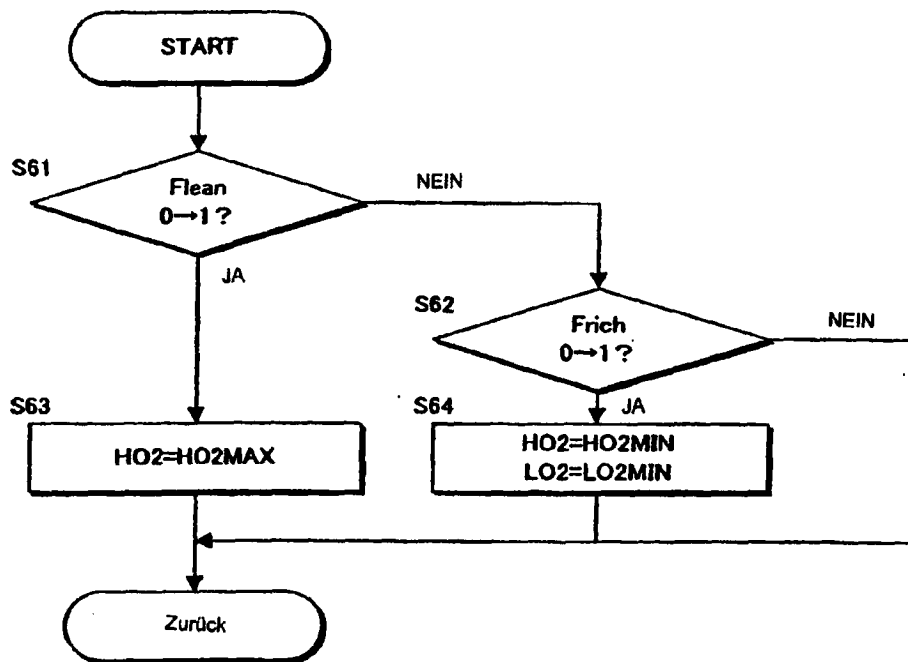 START
S61
Flean
0→1?
NEIN
JA
S62
Frich
0→1?
NEIN
JA
S63
HO2=HO2MAX
S64
HO2=HO2MIN
LO2=LO2MIN
Zurück